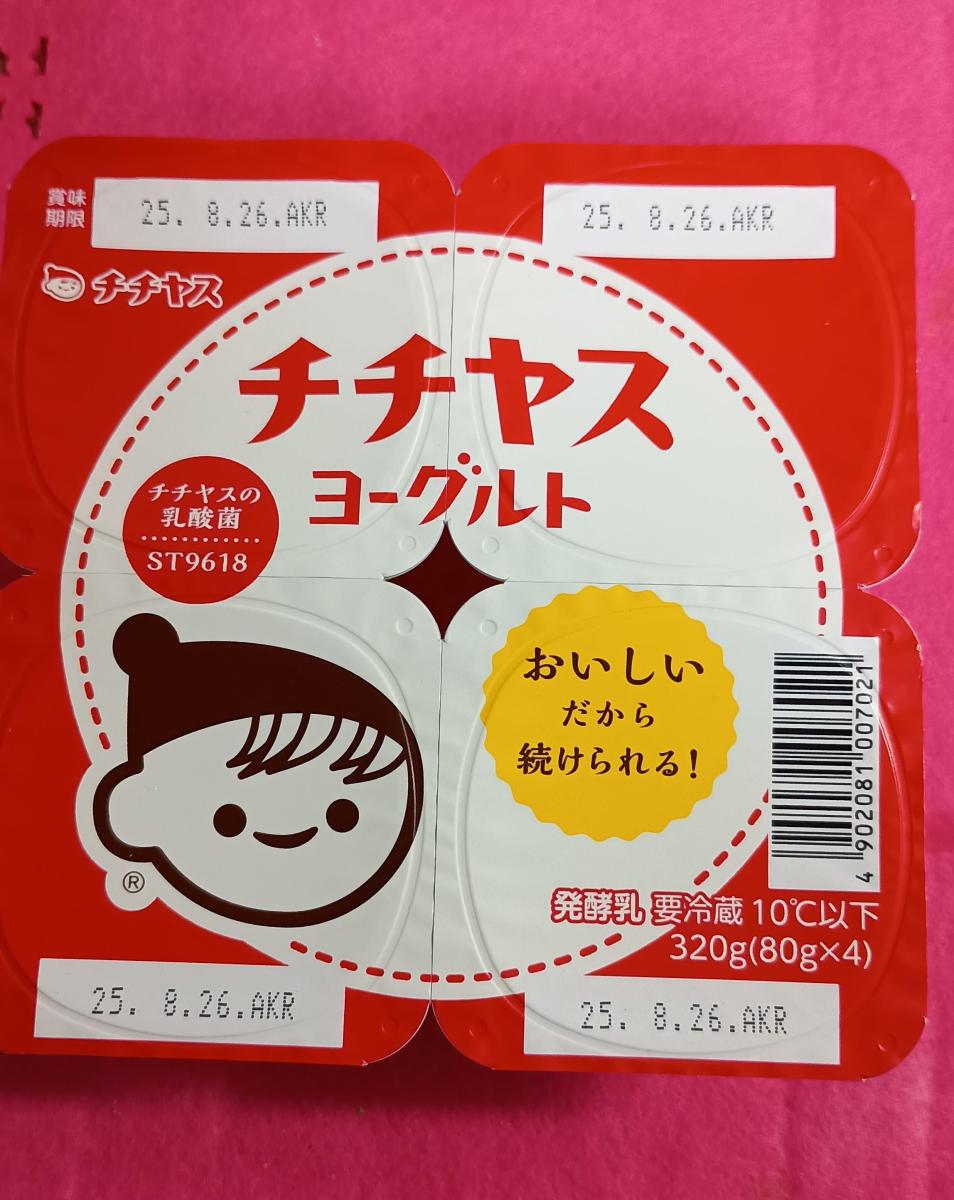 賞味
期限
25. 8.26.AKR
25. 8.26.AKR
チチヤス
チチヤス
ヨーグルト
チチヤスの
乳酸菌
ST9618
おいしい
だから
続けられる!
4 902081 007021
®
発酵乳 要冷蔵 10℃以下
320g(80g×4)
25. 8.26.AKR
25. 8.26.AKR